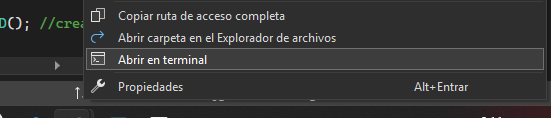 Copiar ruta de acceso completa
D(); //crea
Abrir carpeta en el Explorador de archivos
Abrir en terminal
Propiedades Alt+Entrar